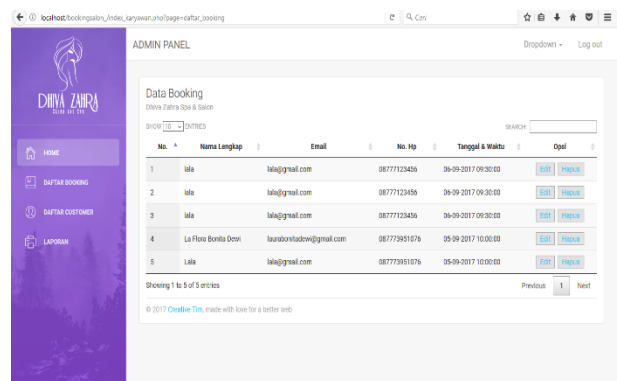 localhost/bookingsalon_/index_karyawan.php?page=daftar_booking
Cari
DHIVA ZAHRA
ADMIN PANEL
Dropdown
Log out
HOME
DAFTAR BOOKING
DAFTAR CUSTOMER
LAPORAN
Data Booking
Dhiva Zahra Spa & Salon
SHOW 10 ENTRIES
SEARCH:
No. Nama Lengkap Email No. Hp Tanggal & Waktu Opsi
1 lala lala@gmail.com 08777123456 06-09-2017 09:30:00 Edit Hapus
2 lala lala@gmail.com 08777123456 06-09-2017 09:30:00 Edit Hapus
3 lala lala@gmail.com 08777123456 06-09-2017 09:30:00 Edit Hapus
4 La Flora Bonita Dewi laurabonitadewi@gmail.com 087773951076 05-09-2017 10:00:00 Edit Hapus
5 Lala lala@gmail.com 087773951076 05-09-2017 10:00:00 Edit Hapus
Showing 1 to 5 of 5 entries
Previous 1 Next
© 2017 Creative Tim, made with love for a better web